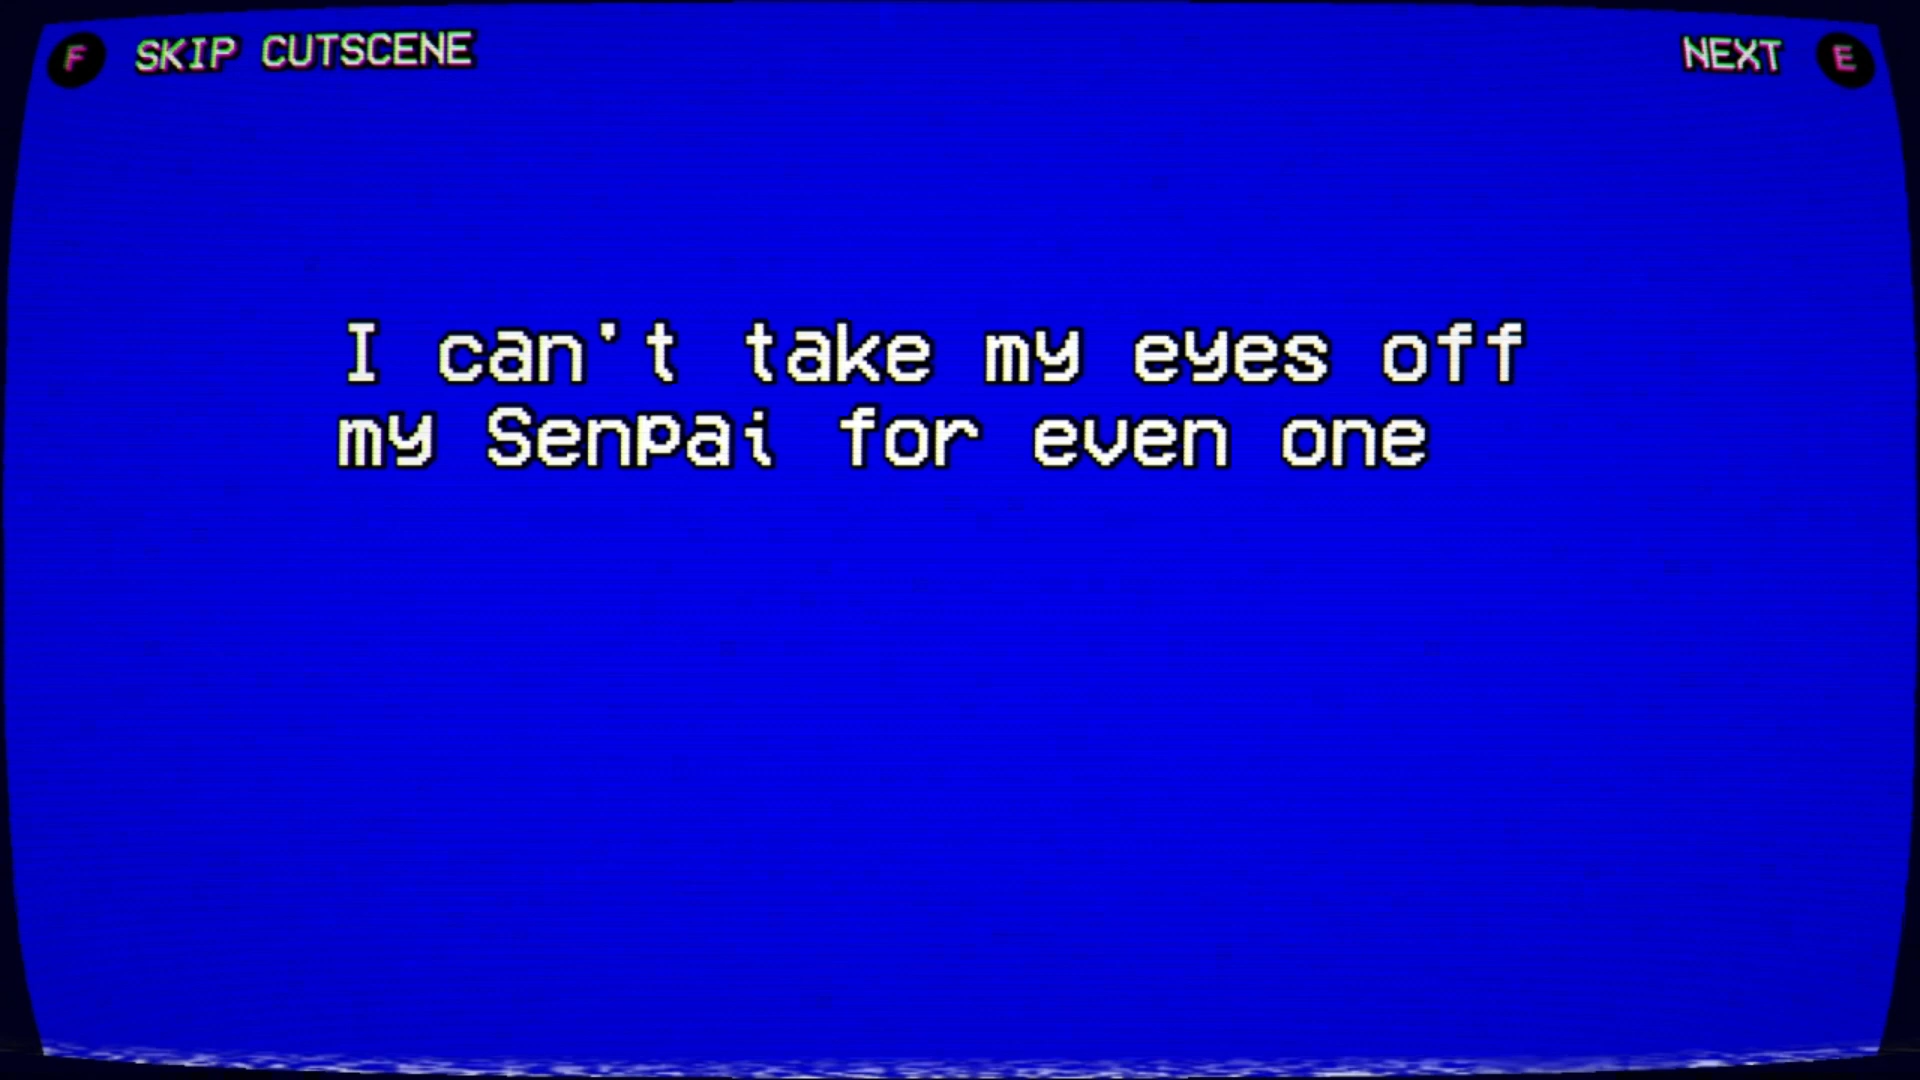 F SKIP CUTSCENE
NEXT E
I can't take my eyes off
my Senpai for even one